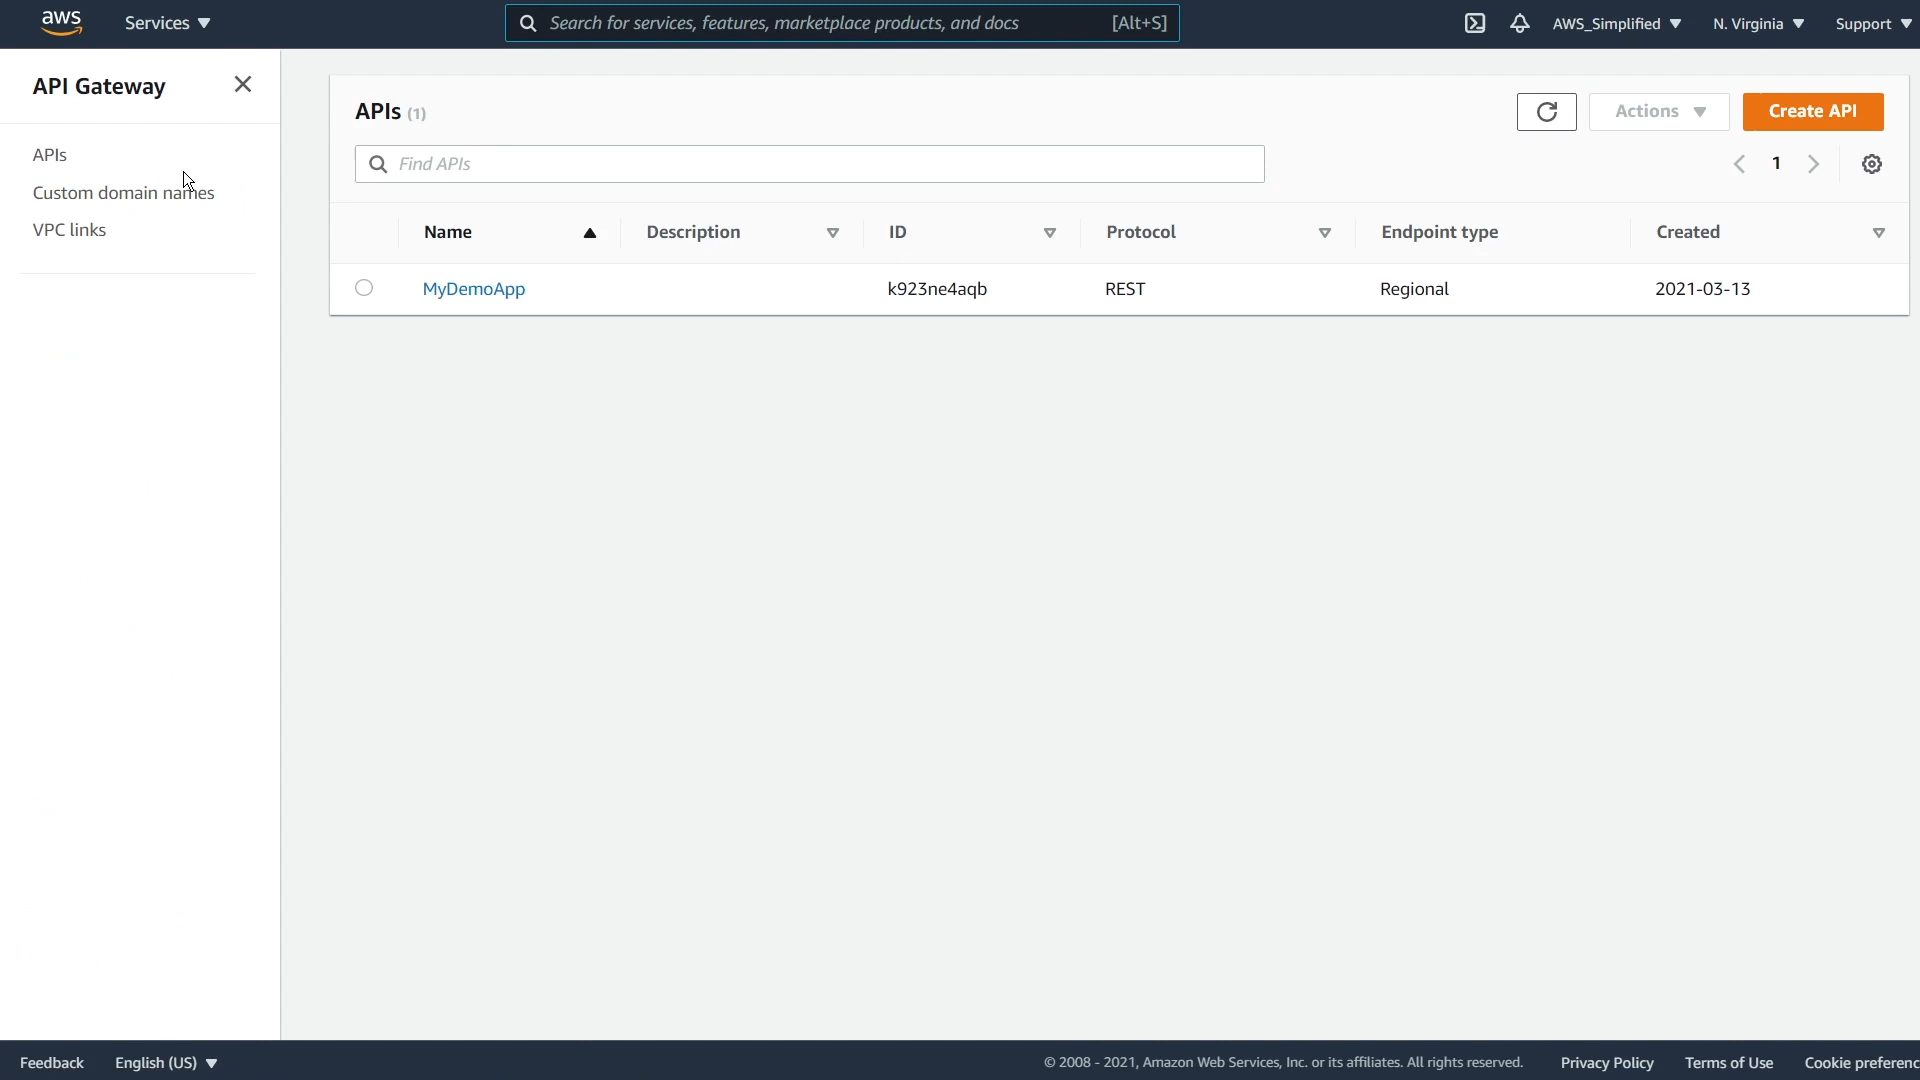 aws Services Search for services, features, marketplace products, and docs [Alt+S] AWS_Simplified N. Virginia Support
API Gateway
APIs
Custom domain names
VPC links
APIs (1)
Actions
Create API
Find APIs
1
Name Description ID Protocol Endpoint type Created
MyDemoApp k923ne4aqb REST Regional 2021-03-13
Feedback English (US) © 2008 - 2021, Amazon Web Services, Inc. or its affiliates. All rights reserved. Privacy Policy Terms of Use Cookie preferenc